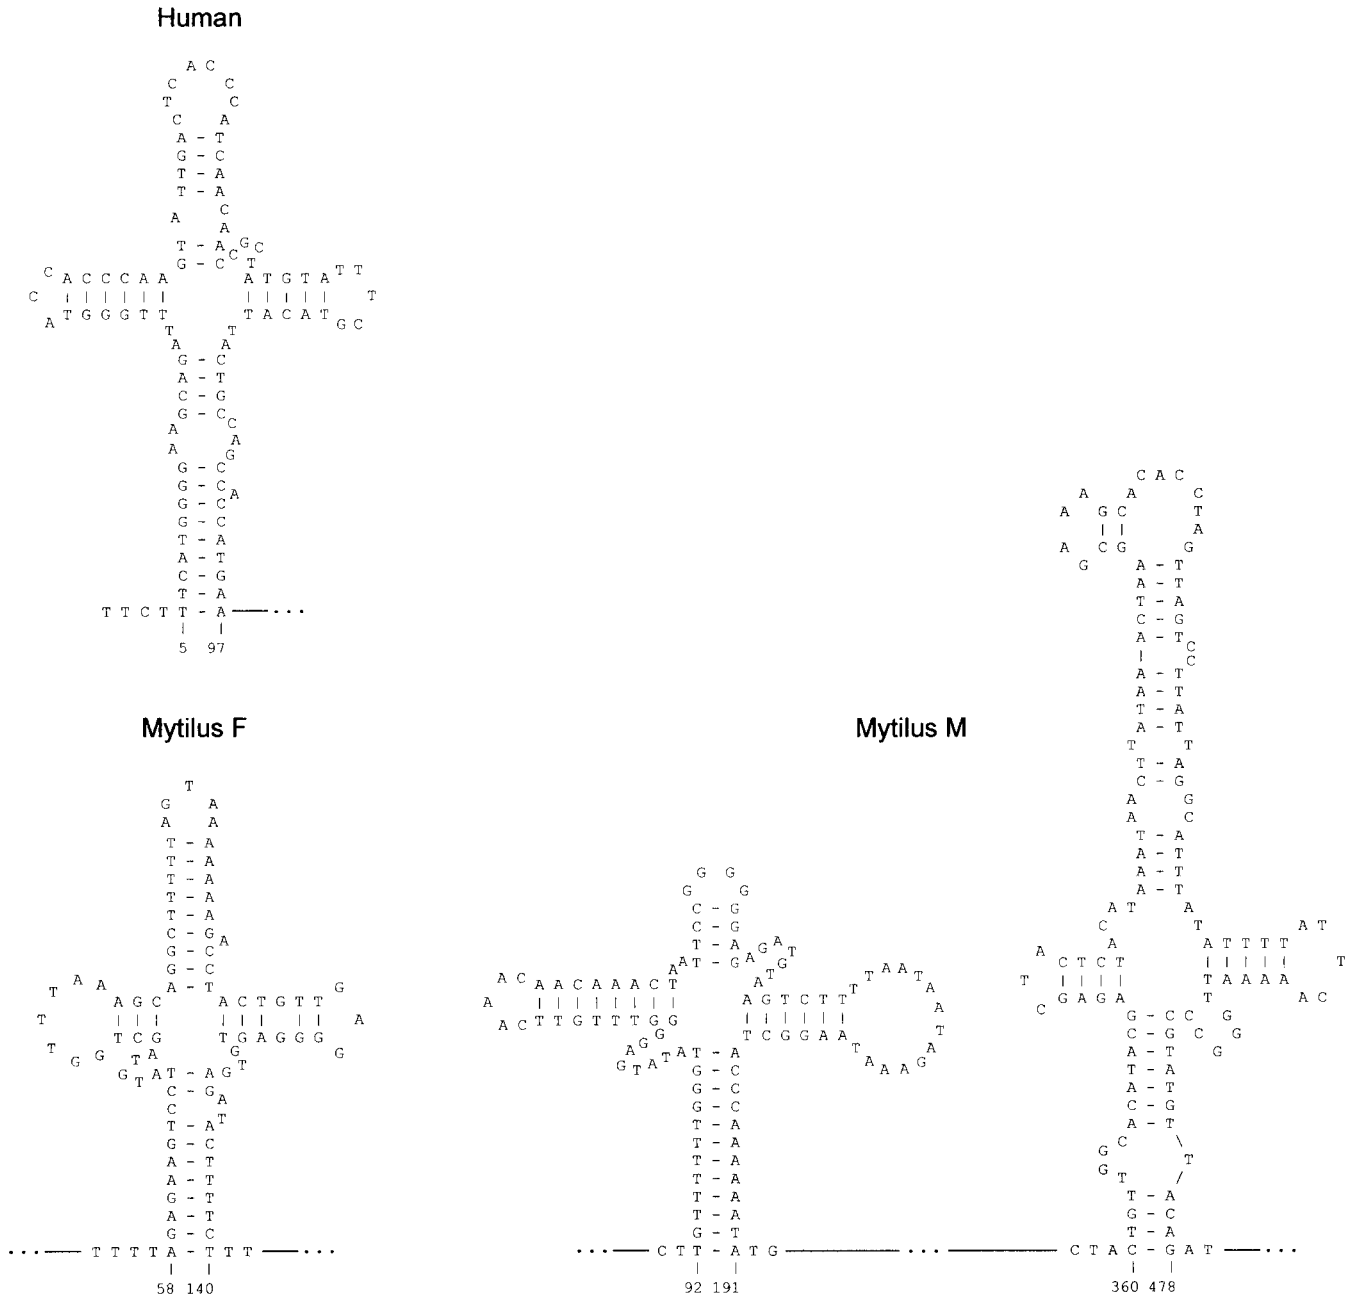 Human
A C
C C
T C
C A
A - T
G - C
T - A
T - A
A C
A
T - A C G C
G - C T
C A C C C A A A T G T A T T
C T
A T G G G T T T A C A T G C
T T
A A
G - C
A - T
C - G
G - C C
A A
A G
G - C
G - C A
G - C
G - C
T - A
A - T
C - G
T - A
T T C T T - A ...
5 97
Mytilus F
T
G A
A A
T - A
T - A
T - A
T - A
T - A
C - G A
G - C
G - C
T A A A G C A - T A C T G T T G
T A
T G G T C T G T G A G G G G
T G T A T - A G T G
C - G A
C T
T - A
G - C
A - T
A - T
G - T
A - T
G - C
... T T T T A - T T T ...
58 140
Mytilus M
G G
G G
C - G
C - G
T - A G A T
A A T - G A G T
A C A A C A A A C T A G T C T T T T A A T A A
A
A C T T G T T T G G T C G G A A T A A A G A T
G G A G T A T A T - A
G - C
G - C
G - C
T - A
T - A
T - A
T - A
T - A
G - T
... C T T - A T G ...
92 191
C A C
A A C
A G C T
A C G A
G G
A - T
A - T
T - A
C - G
A - T C
C
A - T
A - T
T - A
A - T
T T
T - A
C - G
A G
A C
T - A
A - T
A - T
A - T
A T A
C T
A C T C T A T T T T A T
T T
C G A G A T A A A A C A
G - C C G G
C - G C G
A - T
T - A
A - T
C - G
A - T
G C
G T T
T - A
G - C
T - A
... C T A C - G A T ...
360 478